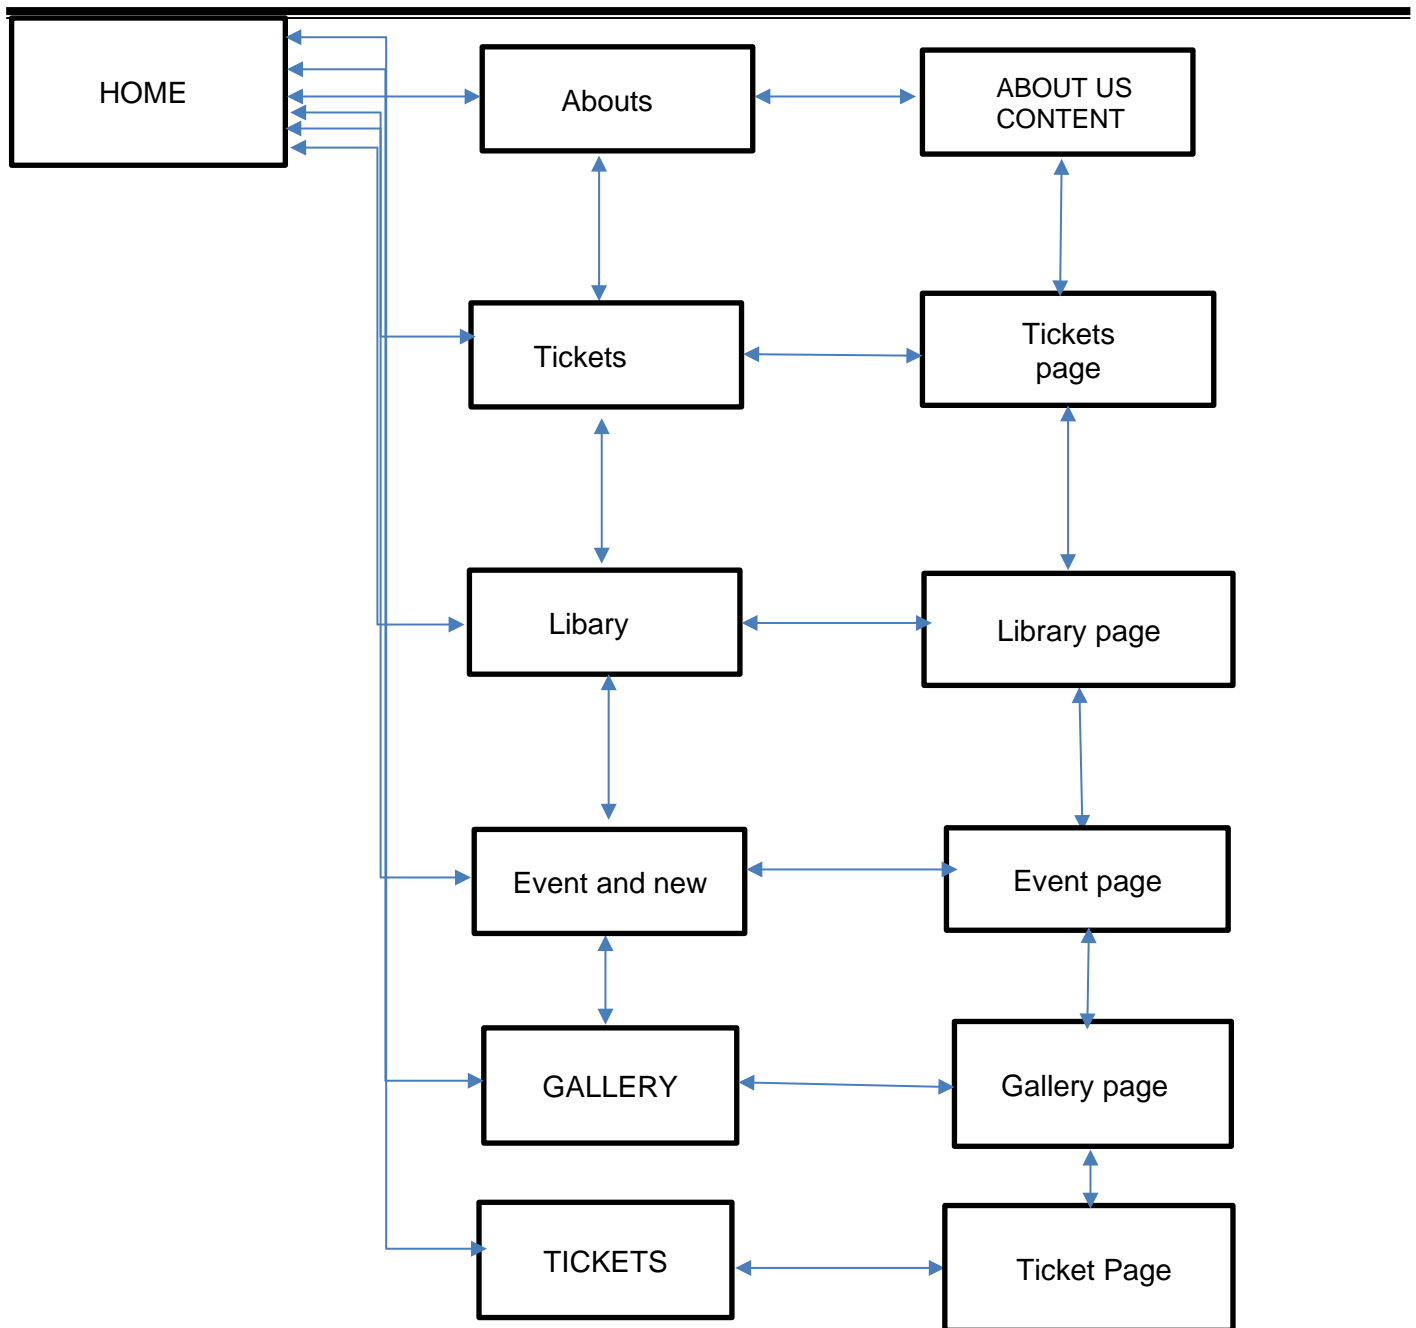 HOME
Abouts
ABOUT US
CONTENT
Tickets
Tickets
page
Libary
Library page
Event and new
Event page
GALLERY
Gallery page
TICKETS
Ticket Page